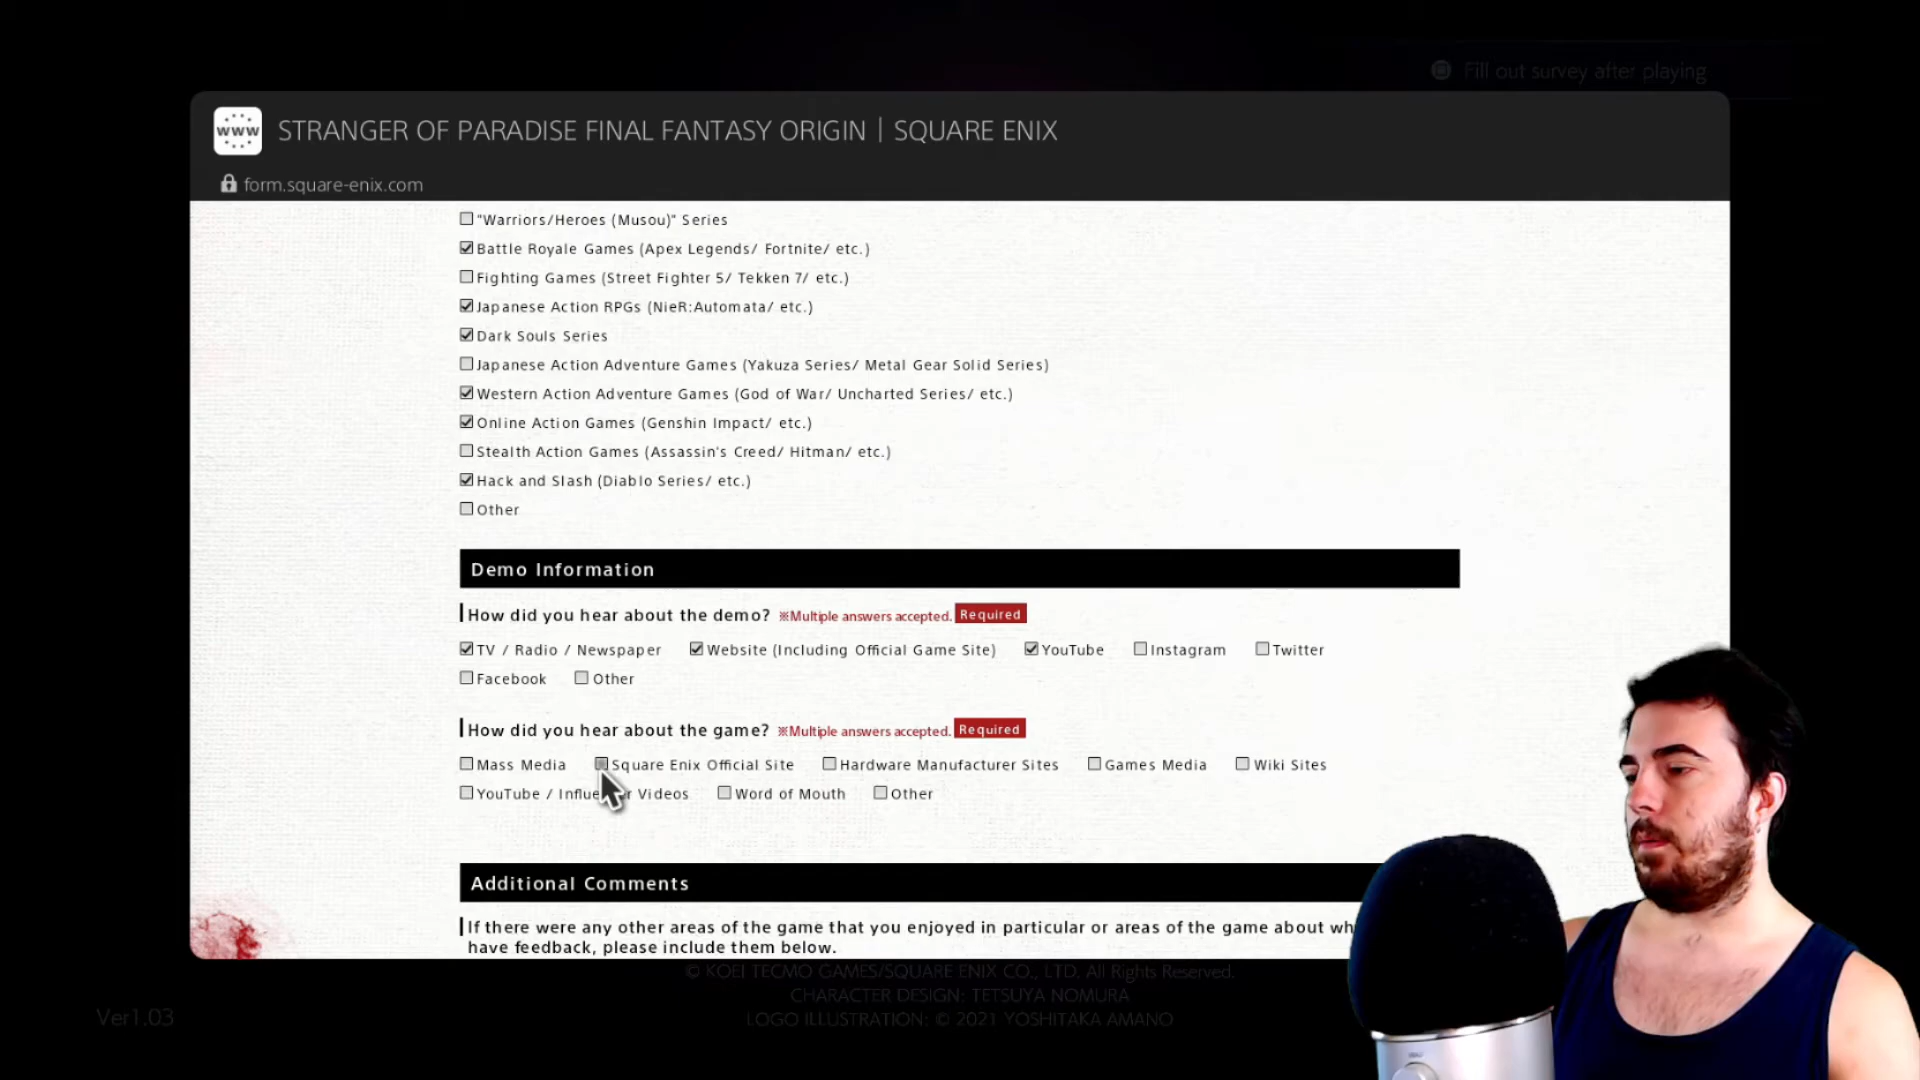 Fill out survey after playing
www
STRANGER OF PARADISE FINAL FANTASY ORIGIN | SQUARE ENIX
form.square-enix.com
"Warriors/Heroes (Musou)" Series
Battle Royale Games (Apex Legends/ Fortnite/ etc.)
Fighting Games (Street Fighter 5/ Tekken 7/ etc.)
Japanese Action RPGs (NieR:Automata/ etc.)
Dark Souls Series
Japanese Action Adventure Games (Yakuza Series/ Metal Gear Solid Series)
Western Action Adventure Games (God of War/ Uncharted Series/ etc.)
Online Action Games (Genshin Impact/ etc.)
Stealth Action Games (Assassin's Creed/ Hitman/ etc.)
Hack and Slash (Diablo Series/ etc.)
Other
Demo Information
How did you hear about the demo? ※Multiple answers accepted. Required
TV / Radio / Newspaper Website (Including Official Game Site) YouTube Instagram Twitter
Facebook Other
How did you hear about the game? ※Multiple answers accepted. Required
Mass Media Square Enix Official Site Hardware Manufacturer Sites Games Media Wiki Sites
YouTube / Videos Word of Mouth Other
Additional Comments
If there were any other areas of the game that you enjoyed in particular or areas of the game about
have feedback, please include them below.
© KOEI TECMO GAMES/SQUARE ENIX CO., LTD. All Rights Reserved.
CHARACTER DESIGN: TETSUYA NOMURA
LOGO ILLUSTRATION: © 2021 YOSHITAKA AMANO
Ver1.03